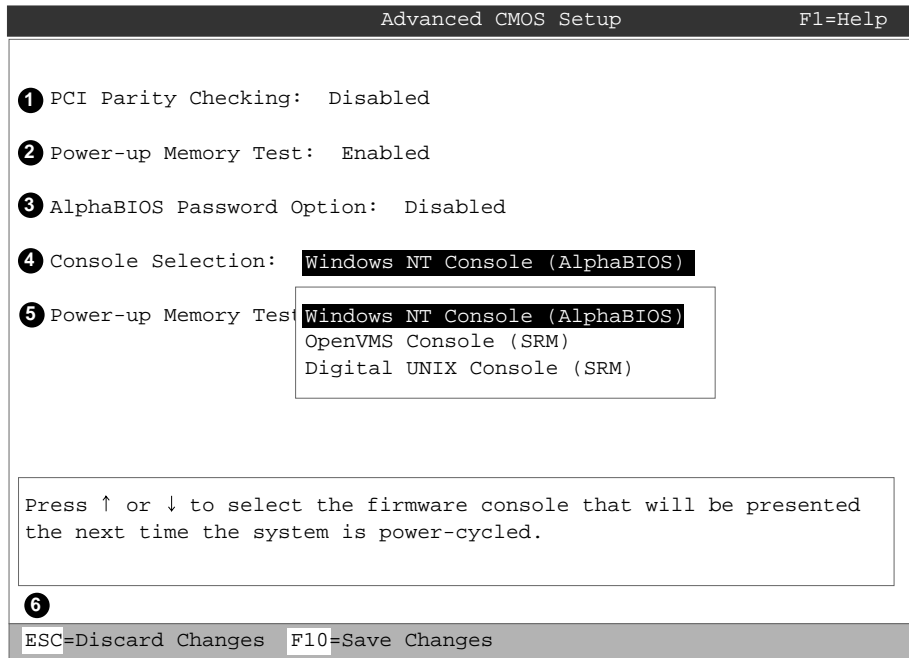 Advanced CMOS Setup F1=Help
1 PCI Parity Checking: Disabled
2 Power-up Memory Test: Enabled
3 AlphaBIOS Password Option: Disabled
4 Console Selection: Windows NT Console (AlphaBIOS)
5 Power-up Memory Test Windows NT Console (AlphaBIOS)
OpenVMS Console (SRM)
Digital UNIX Console (SRM)
Press ↑ or ↓ to select the firmware console that will be presented
the next time the system is power-cycled.
6
ESC=Discard Changes F10=Save Changes